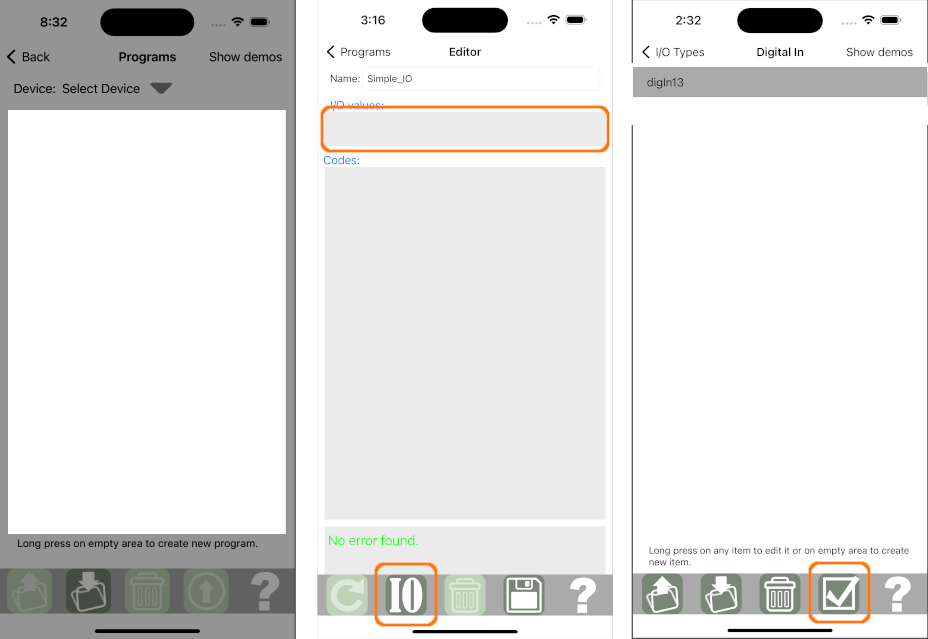 8:32
Back
Programs
Show demos
Device:
Select Device
Long press on empty area to create new program.
?
3:16
Programs
Editor
Name:
Simple_IO
I/O values:
Codes:
No error found.
IO
?
2:32
I/O Types
Digital In
Show demos
digIn13
Long press on any item to edit it or on empty area to create
new item.
?